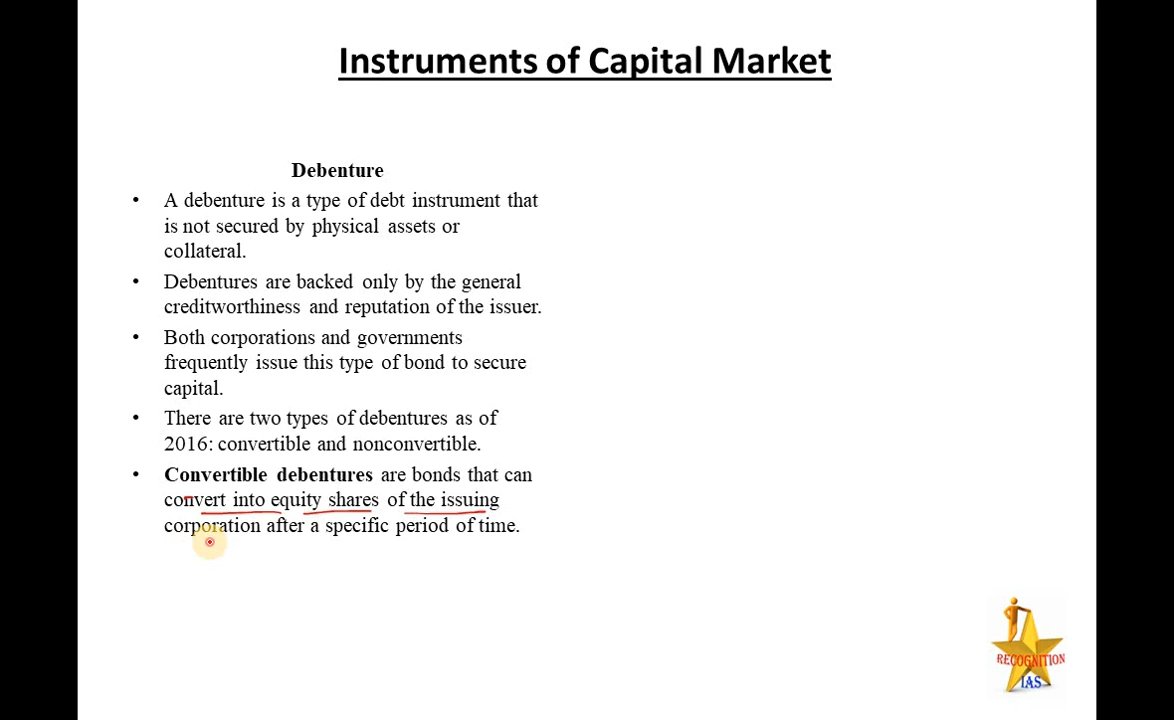 Instruments of Capital Market
Debenture
• A debenture is a type of debt instrument that
is not secured by physical assets or
collateral.
• Debentures are backed only by the general
creditworthiness and reputation of the issuer.
• Both corporations and governments
frequently issue this type of bond to secure
capital.
• There are two types of debentures as of
2016: convertible and nonconvertible.
• Convertible debentures are bonds that can
convert into equity shares of the issuing
corporation after a specific period of time.
RECOGNITION
IAS